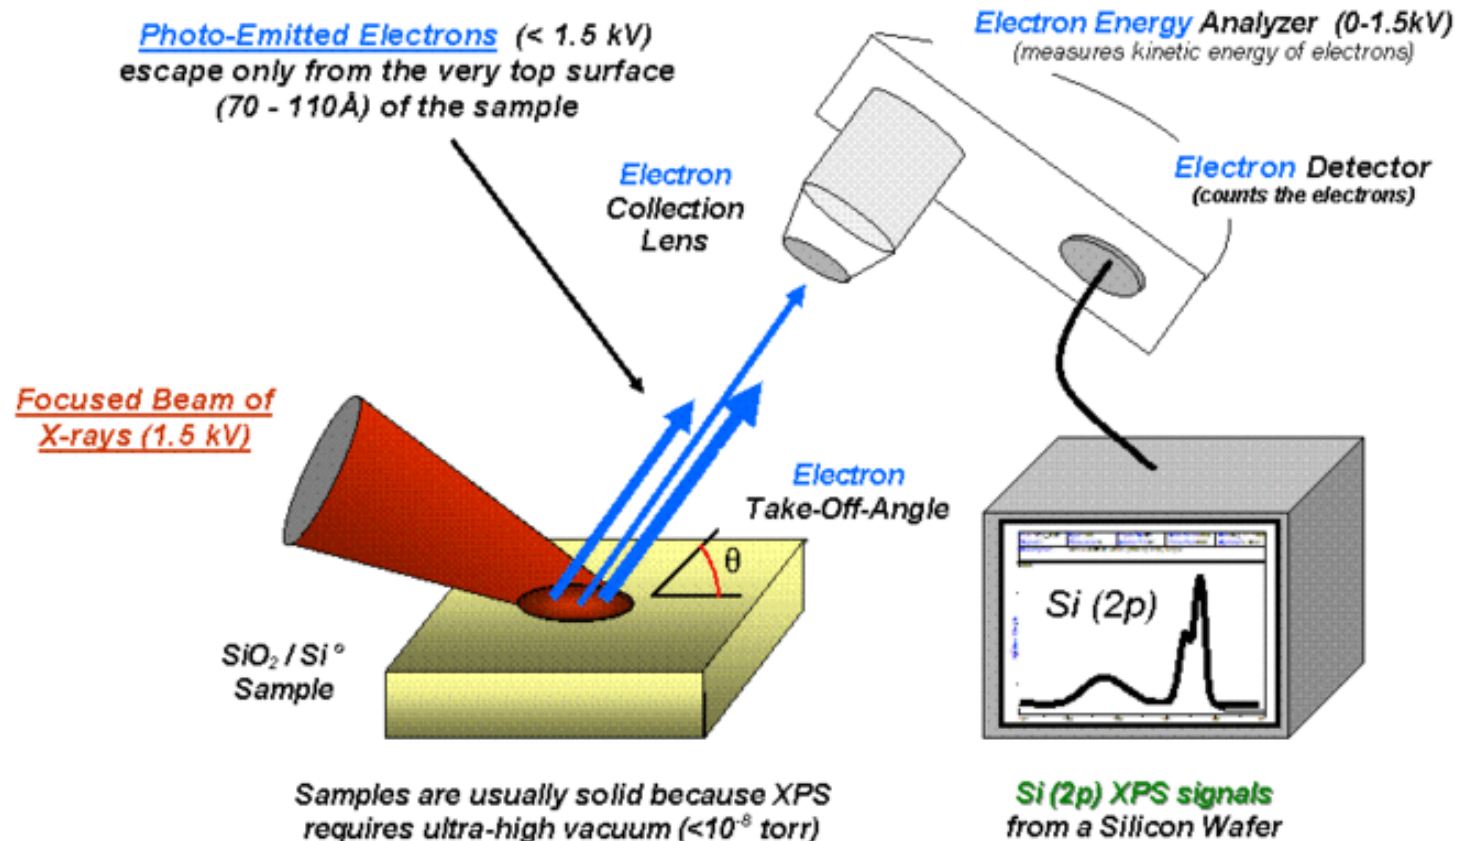 Photo-Emitted Electrons (< 1.5 kV)
escape only from the very top surface
(70 - 110Å) of the sample
Electron Energy Analyzer (0-1.5kV)
(measures kinetic energy of electrons)
Electron Detector
(counts the electrons)
Electron
Collection
Lens
Focused Beam of
X-rays (1.5 kV)
Electron
Take-Off-Angle
θ
SiO₂ / Si°
Sample
Si (2p)
Samples are usually solid because XPS
requires ultra-high vacuum (<10⁻⁸ torr)
Si (2p) XPS signals
from a Silicon Wafer